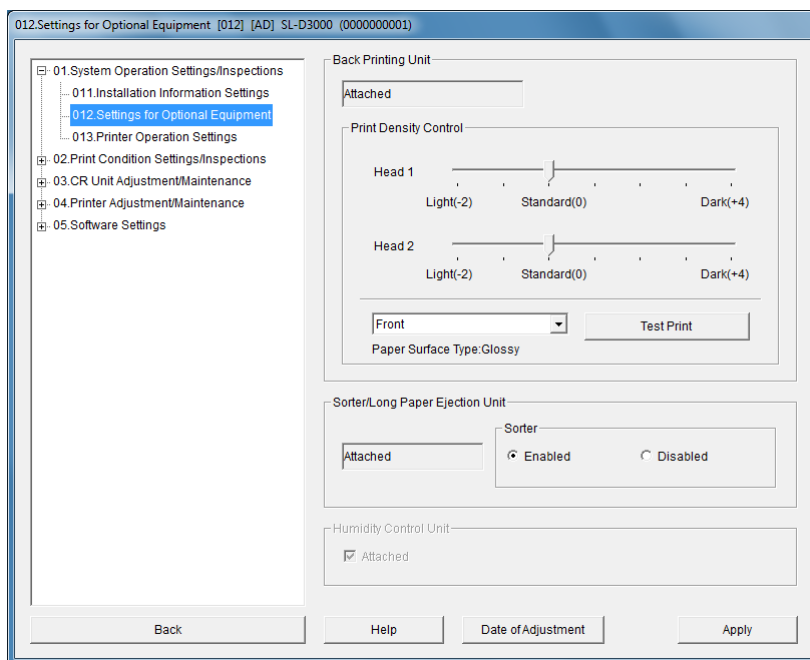 012.Settings for Optional Equipment [012] [AD] SL-D3000 (0000000001)
01.System Operation Settings/Inspections
011.Installation Information Settings
012.Settings for Optional Equipment
013.Printer Operation Settings
02.Print Condition Settings/Inspections
03.CR Unit Adjustment/Maintenance
04.Printer Adjustment/Maintenance
05.Software Settings
Back Printing Unit
Attached
Print Density Control
Head 1
Light(-2) Standard(0) Dark(+4)
Head 2
Light(-2) Standard(0) Dark(+4)
Front Test Print
Paper Surface Type:Glossy
Sorter/Long Paper Ejection Unit
Sorter
Attached Enabled Disabled
Humidity Control Unit
Attached
Back Help Date of Adjustment Apply